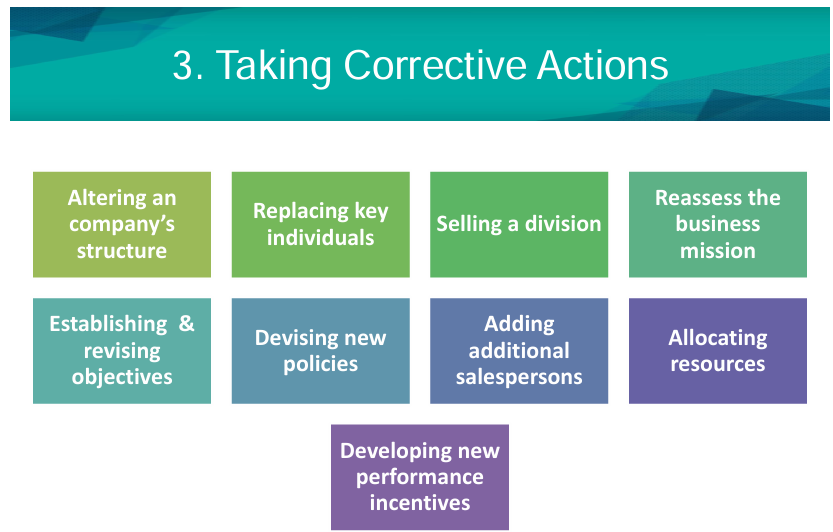 3. Taking Corrective Actions
Altering an
company's
structure
Replacing key
individuals
Selling a division
Reassess the
business
mission
Establishing & 
revising
objectives
Devising new
policies
Adding
additional
salespersons
Allocating
resources
Developing new
performance
incentives